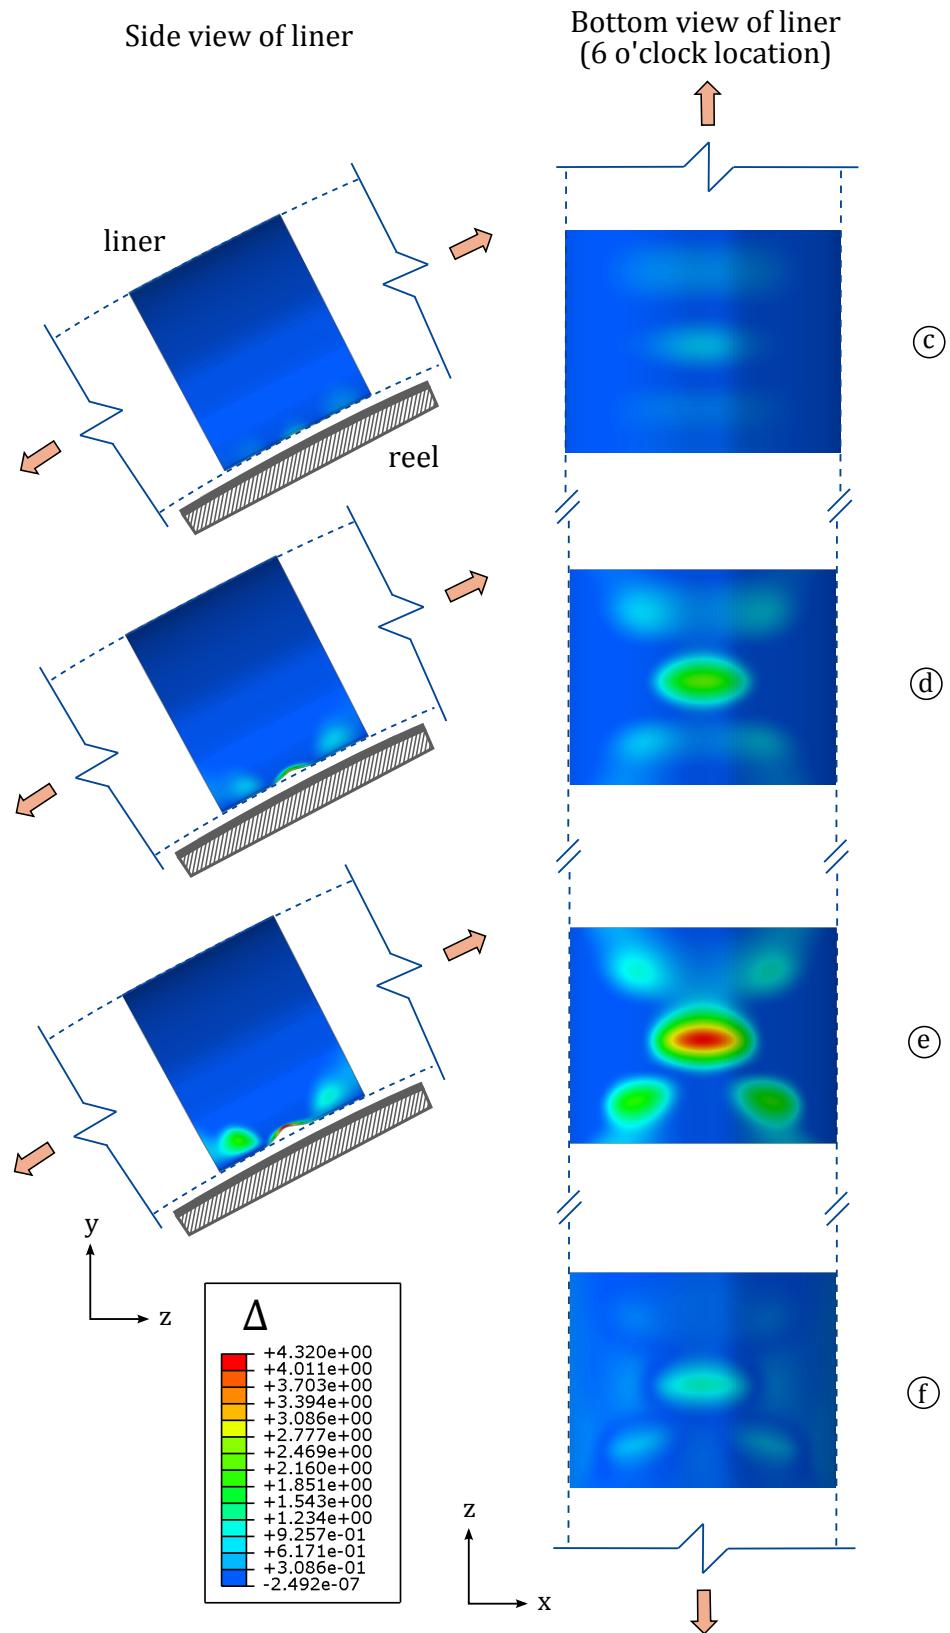 Side view of liner
Bottom view of liner
(6 o'clock location)
liner
reel
c
d
e
f
y
z
Δ
+4.320e+00
+4.011e+00
+3.703e+00
+3.394e+00
+3.086e+00
+2.777e+00
+2.469e+00
+2.160e+00
+1.851e+00
+1.543e+00
+1.234e+00
+9.257e-01
+6.171e-01
+3.086e-01
-2.492e-07
z
x